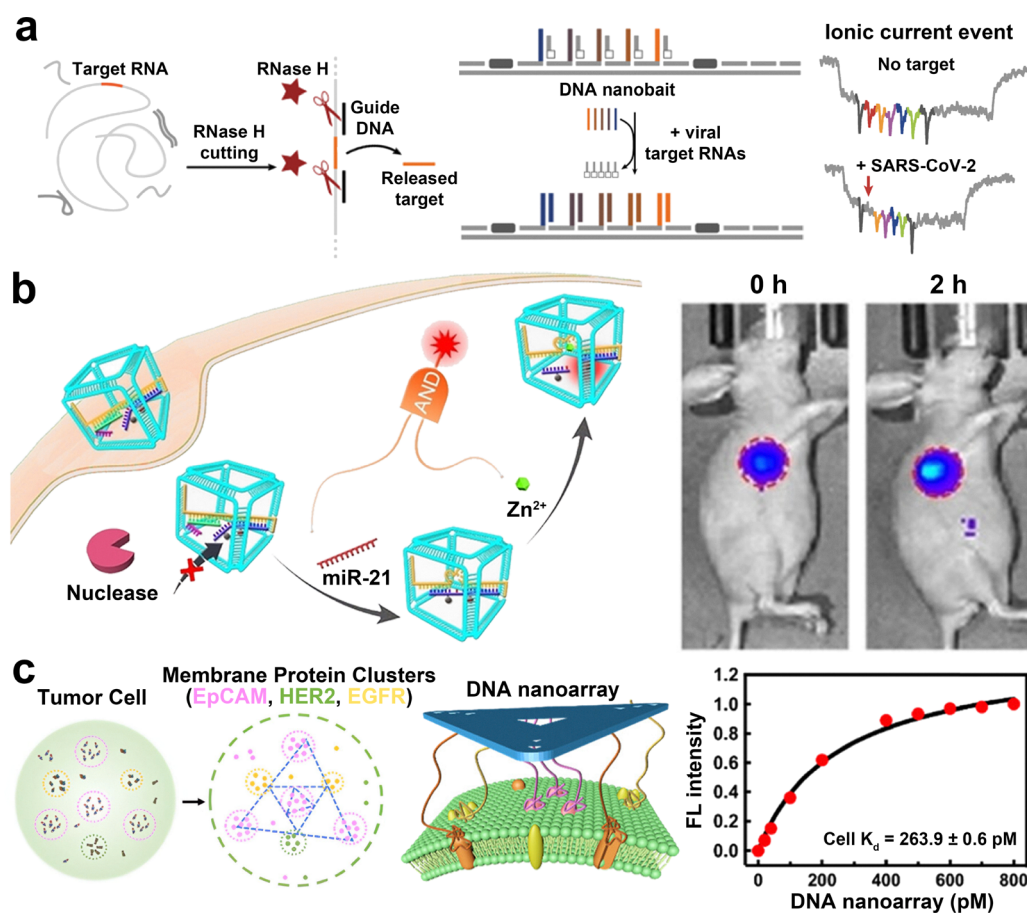 a
Target RNA
RNase H
cutting
RNase H
Guide
DNA
Released
target
DNA nanobait
+ viral
target RNAs
Ionic current event
No target
+ SARS-CoV-2
b
Nuclease
miR-21
AND
Zn²⁺
0 h
2 h
c
Tumor Cell
Membrane Protein Clusters
(EpCAM, HER2, EGFR)
DNA nanoarray
FL intensity
1.2
1.0
0.8
0.6
0.4
0.2
0.0
Cell Kd = 263.9 ± 0.6 pM
0 200 400 600 800
DNA nanoarray (pM)